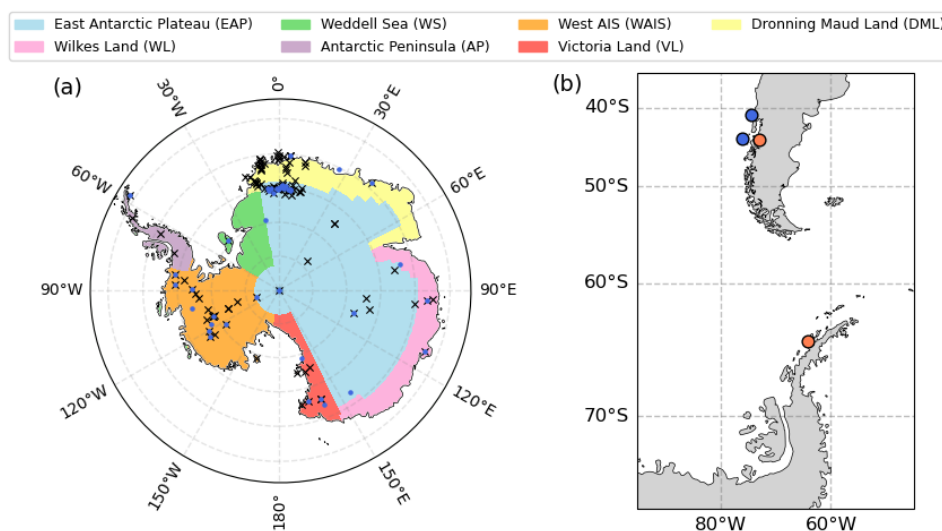 East Antarctic Plateau (EAP) Weddell Sea (WS) West AIS (WAIS) Dronning Maud Land (DML)
Wilkes Land (WL) Antarctic Peninsula (AP) Victoria Land (VL)
(a) (b)
0°
30°E
60°E
90°E
120°E
150°E
180°
150°W
120°W
90°W
60°W
30°W
40°S
50°S
60°S
70°S
80°W 60°W